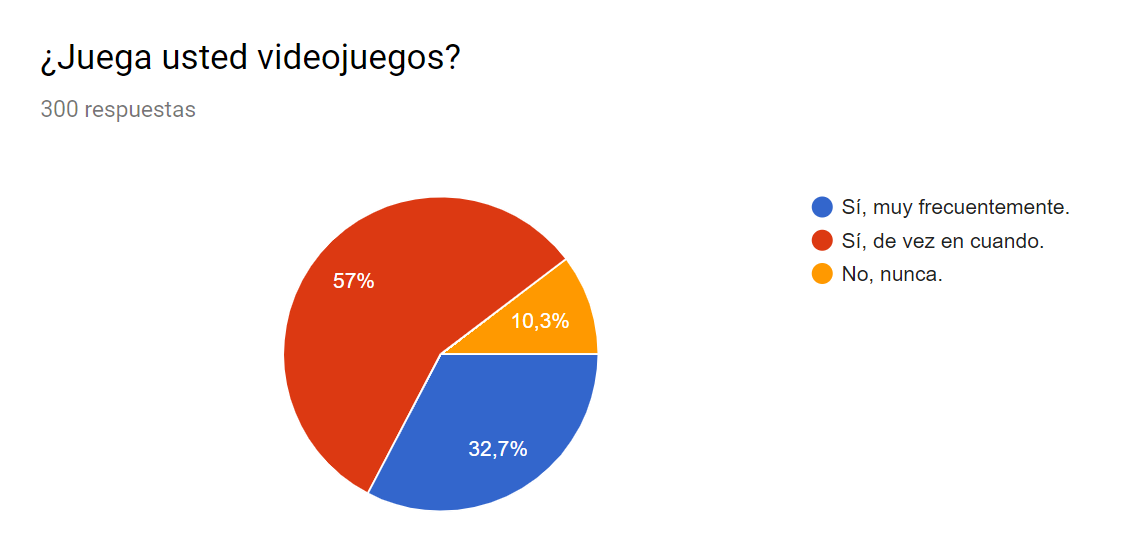 ¿Juega usted videojuegos?
300 respuestas
Sí, muy frecuentemente.
Sí, de vez en cuando.
No, nunca.
57%
10,3%
32,7%